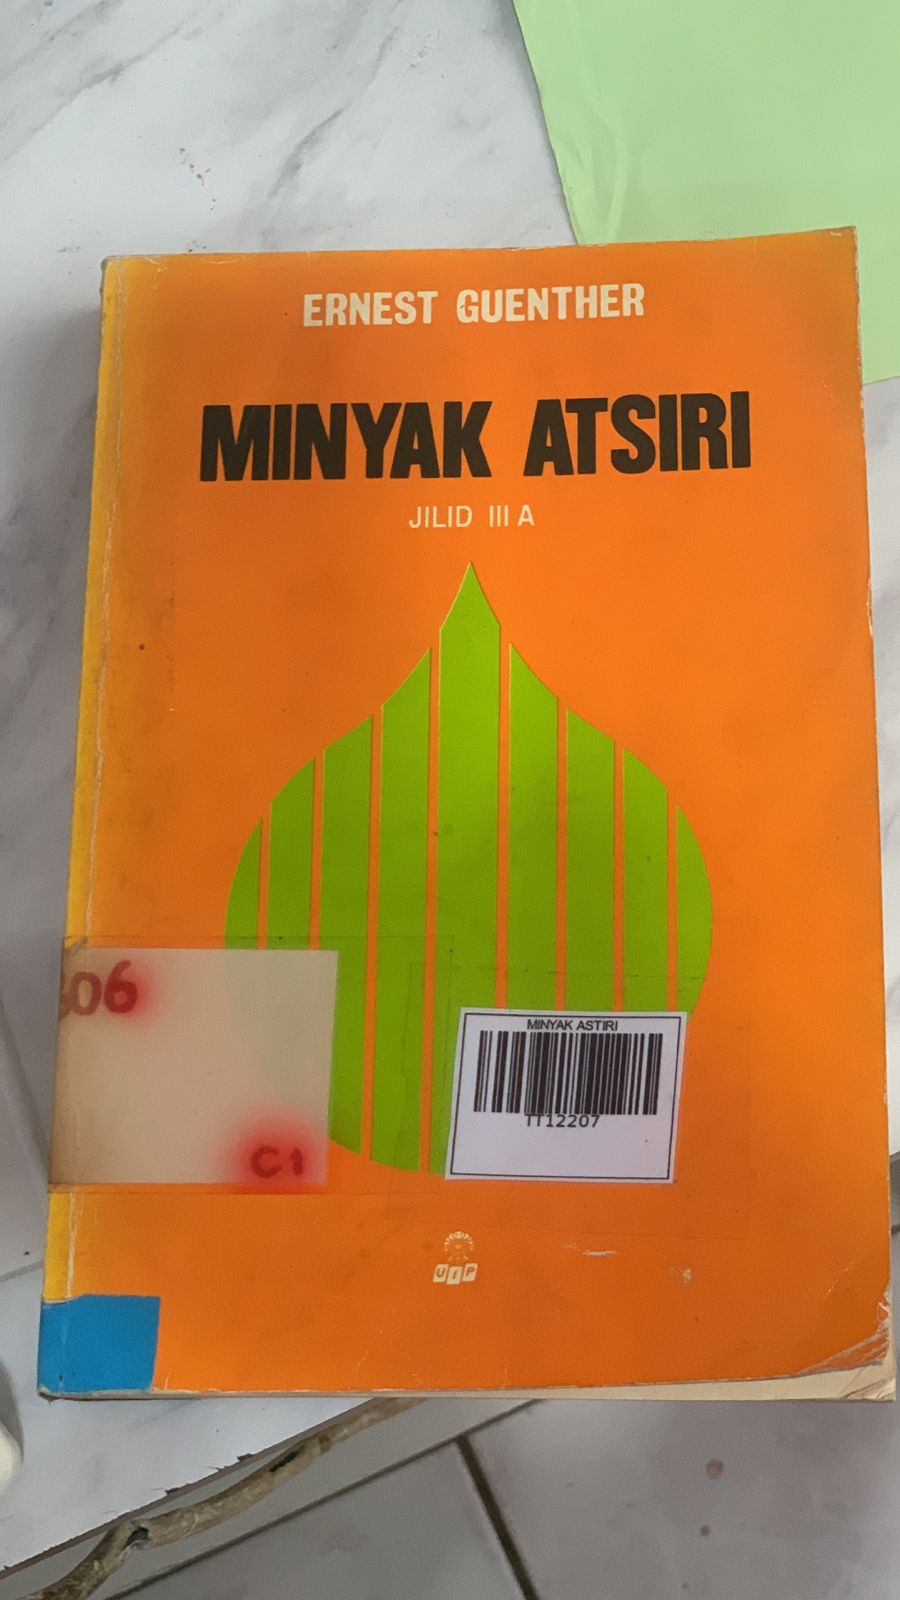 ERNEST GUENTHER
MINYAK ATSIRI
JILID III A
06
C1
MINYAK ASTIRI
TT12207
UIP